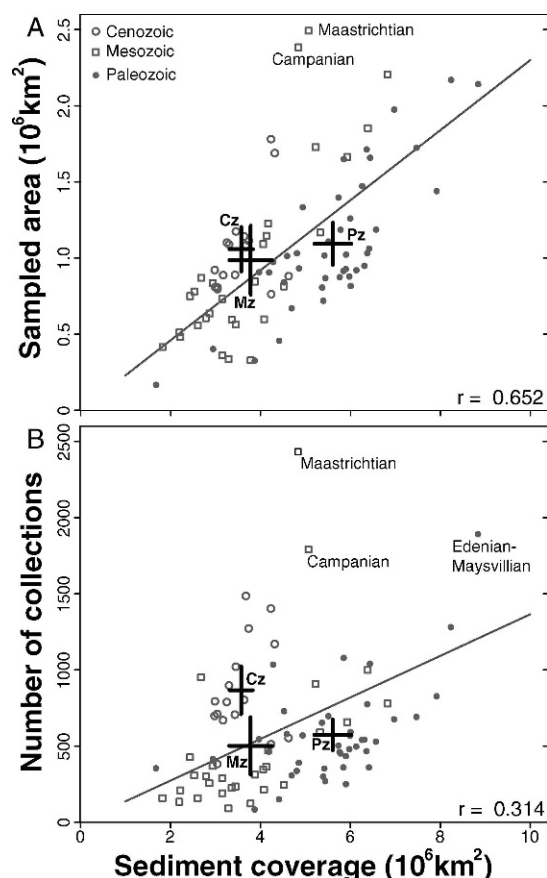 A
Cenozoic
Mesozoic
Paleozoic
Maastrichtian
Campanian
Cz
Mz
Pz
r = 0.652
Sampled area (10⁶km²)
0 0.5 1.0 1.5 2.0 2.5
B
Maastrichtian
Campanian
Edenian-
Maysvillian
Cz
Mz
Pz
r = 0.314
Number of collections
0 500 1000 1500 2000 2500
0 2 4 6 8 10
Sediment coverage (10⁶km²)